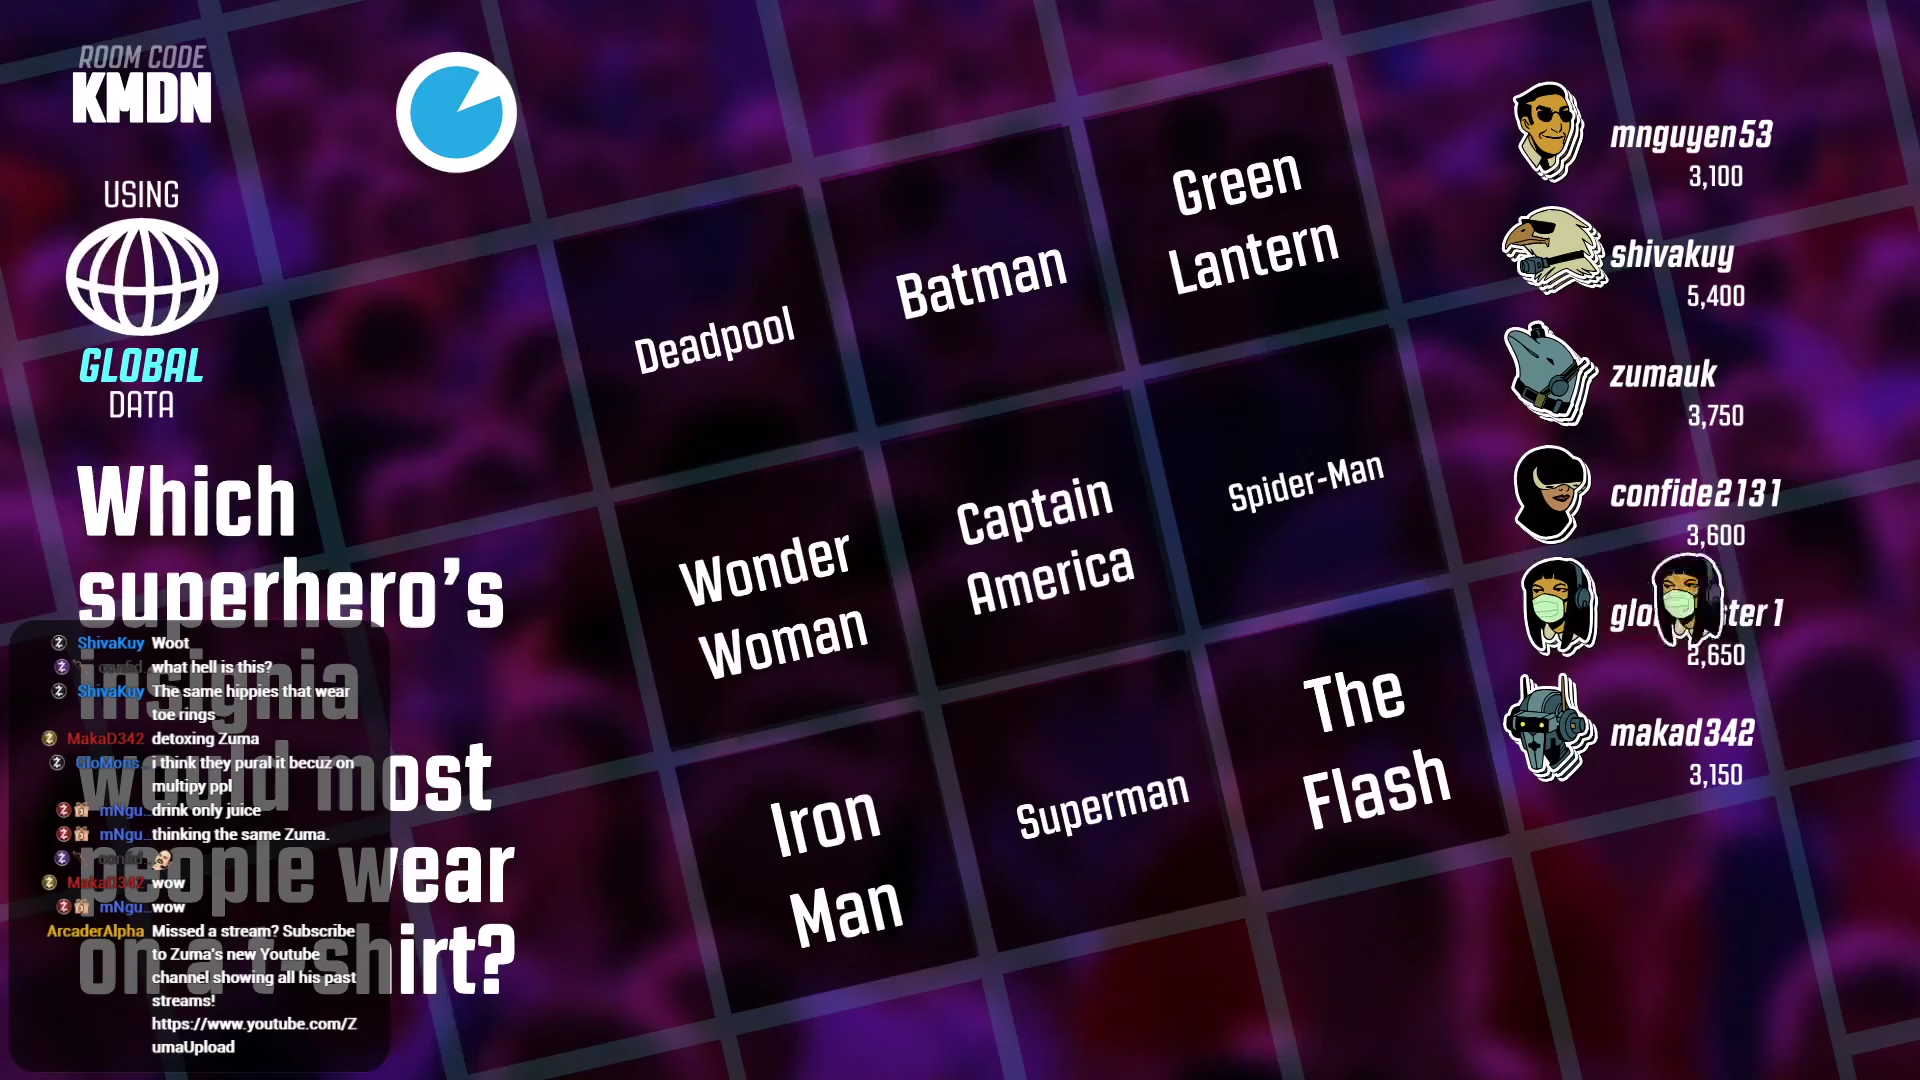 ROOM CODE
KMDN
USING
GLOBAL
DATA
Which
superhero's
insignia
would most
people wear
on a t-shirt?
ShivaKuy Woot
confid... what hell is this?
ShivaKuy The same hippies that wear
toe rings
MakaD342 detoxing Zuma
GloMons... i think they pural it becuz on
multipy ppl
mNgu... drink only juice
mNgu... thinking the same Zuma.
confid...
MakaD342 wow
mNgu... wow
ArcaderAlpha Missed a stream? Subscribe
to Zuma's new Youtube
channel showing all his past
streams!
https://www.youtube.com/Z
umaUpload
Deadpool
Batman
Green
Lantern
Wonder
Woman
Captain
America
Spider-Man
Iron
Man
Superman
The
Flash
mnguyen53
3,100
shivakuy
5,400
zumauk
3,750
confide2131
3,600
2,650
makad342
3,150